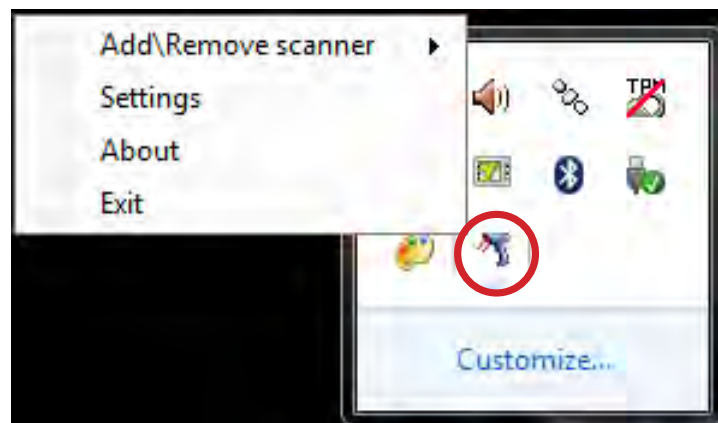 Add\Remove scanner
Settings
About
Exit
TPM
Customize...